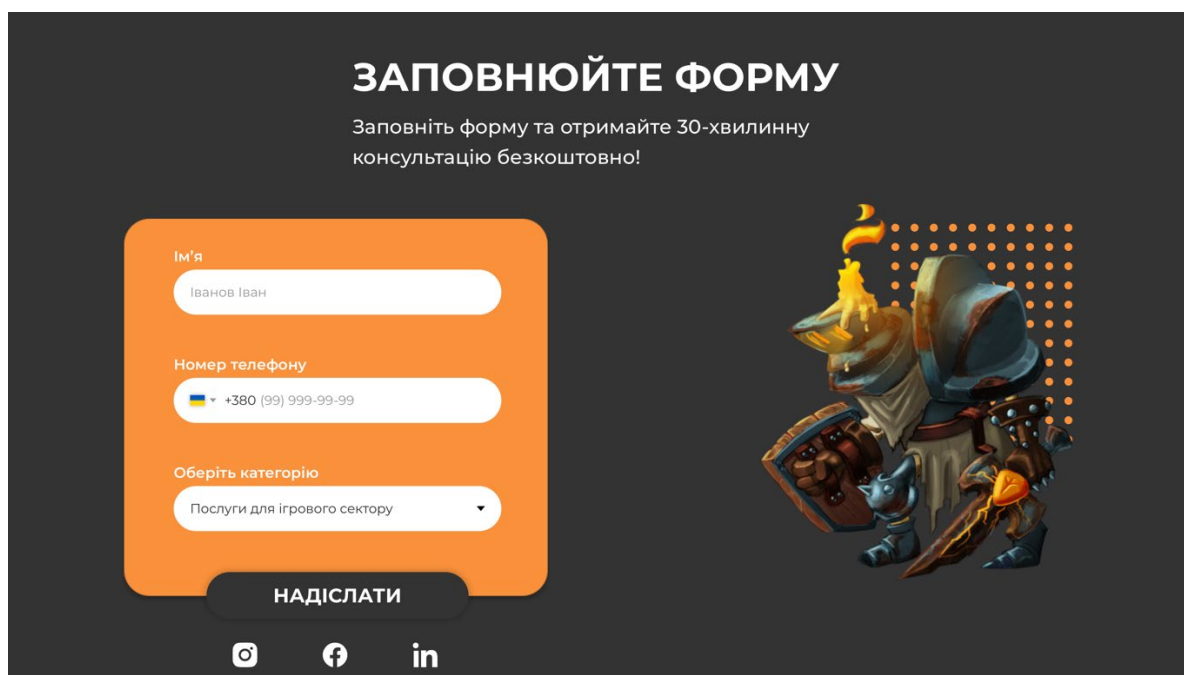 ЗАПОВНЮЙТЕ ФОРМУ
Заповніть форму та отримайте 30-хвилинну
консультацію безкоштовно!
Ім’я
Іванов Іван
Номер телефону
+380 (99) 999-99-99
Оберіть категорію
Послуги для ігрового сектору
НАДІСЛАТИ
in